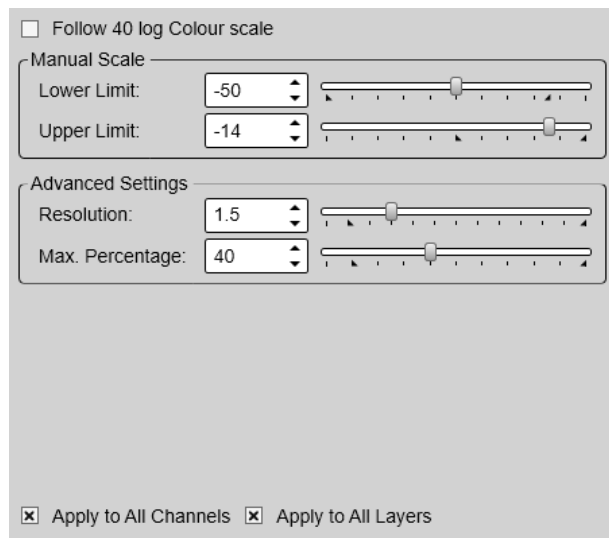 Follow 40 log Colour scale
Manual Scale
Lower Limit: -50
Upper Limit: -14
Advanced Settings
Resolution: 1.5
Max. Percentage: 40
Apply to All Channels Apply to All Layers